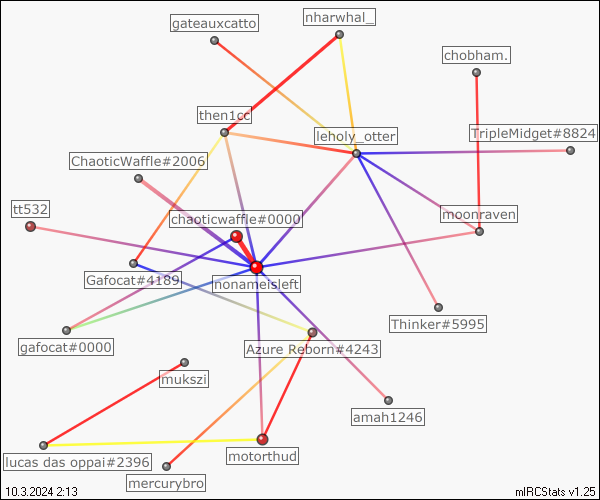 nharwhal_
gateauxcatto
chobham.
then1cc
leholy_otter
TripleMidget#8824
ChaoticWaffle#2006
tt532
chaoticwaffle#0000
moonraven
Gafocat#4189
nonameisleft
gafocat#0000
Azure Reborn#4243
Thinker#5995
mukszi
amah1246
lucas das oppai#2396
motorthud
mercurybro
10.3.2024 2:13
mIRCStats v1.25